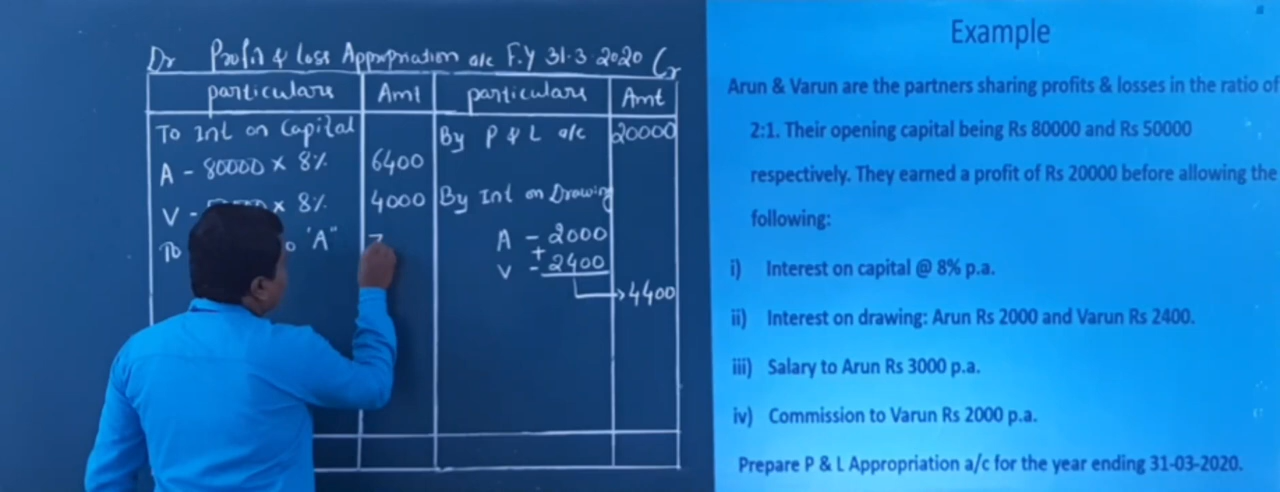 Dr Profit & Loss Appropriation a/c F.Y 31.3.2020 Cr
particulars Amt particulars Amt
To Int on Capital By P & L a/c 20000
A - 80000 x 8% 6400
V - x 8% 4000 By Int on Drawing
To "A" A - 2000
+
V - 2400
4400
Example
Arun & Varun are the partners sharing profits & losses in the ratio of
2:1. Their opening capital being Rs 80000 and Rs 50000
respectively. They earned a profit of Rs 20000 before allowing the
following:
i) Interest on capital @ 8% p.a.
ii) Interest on drawing: Arun Rs 2000 and Varun Rs 2400.
iii) Salary to Arun Rs 3000 p.a.
iv) Commission to Varun Rs 2000 p.a.
Prepare P & L Appropriation a/c for the year ending 31-03-2020.